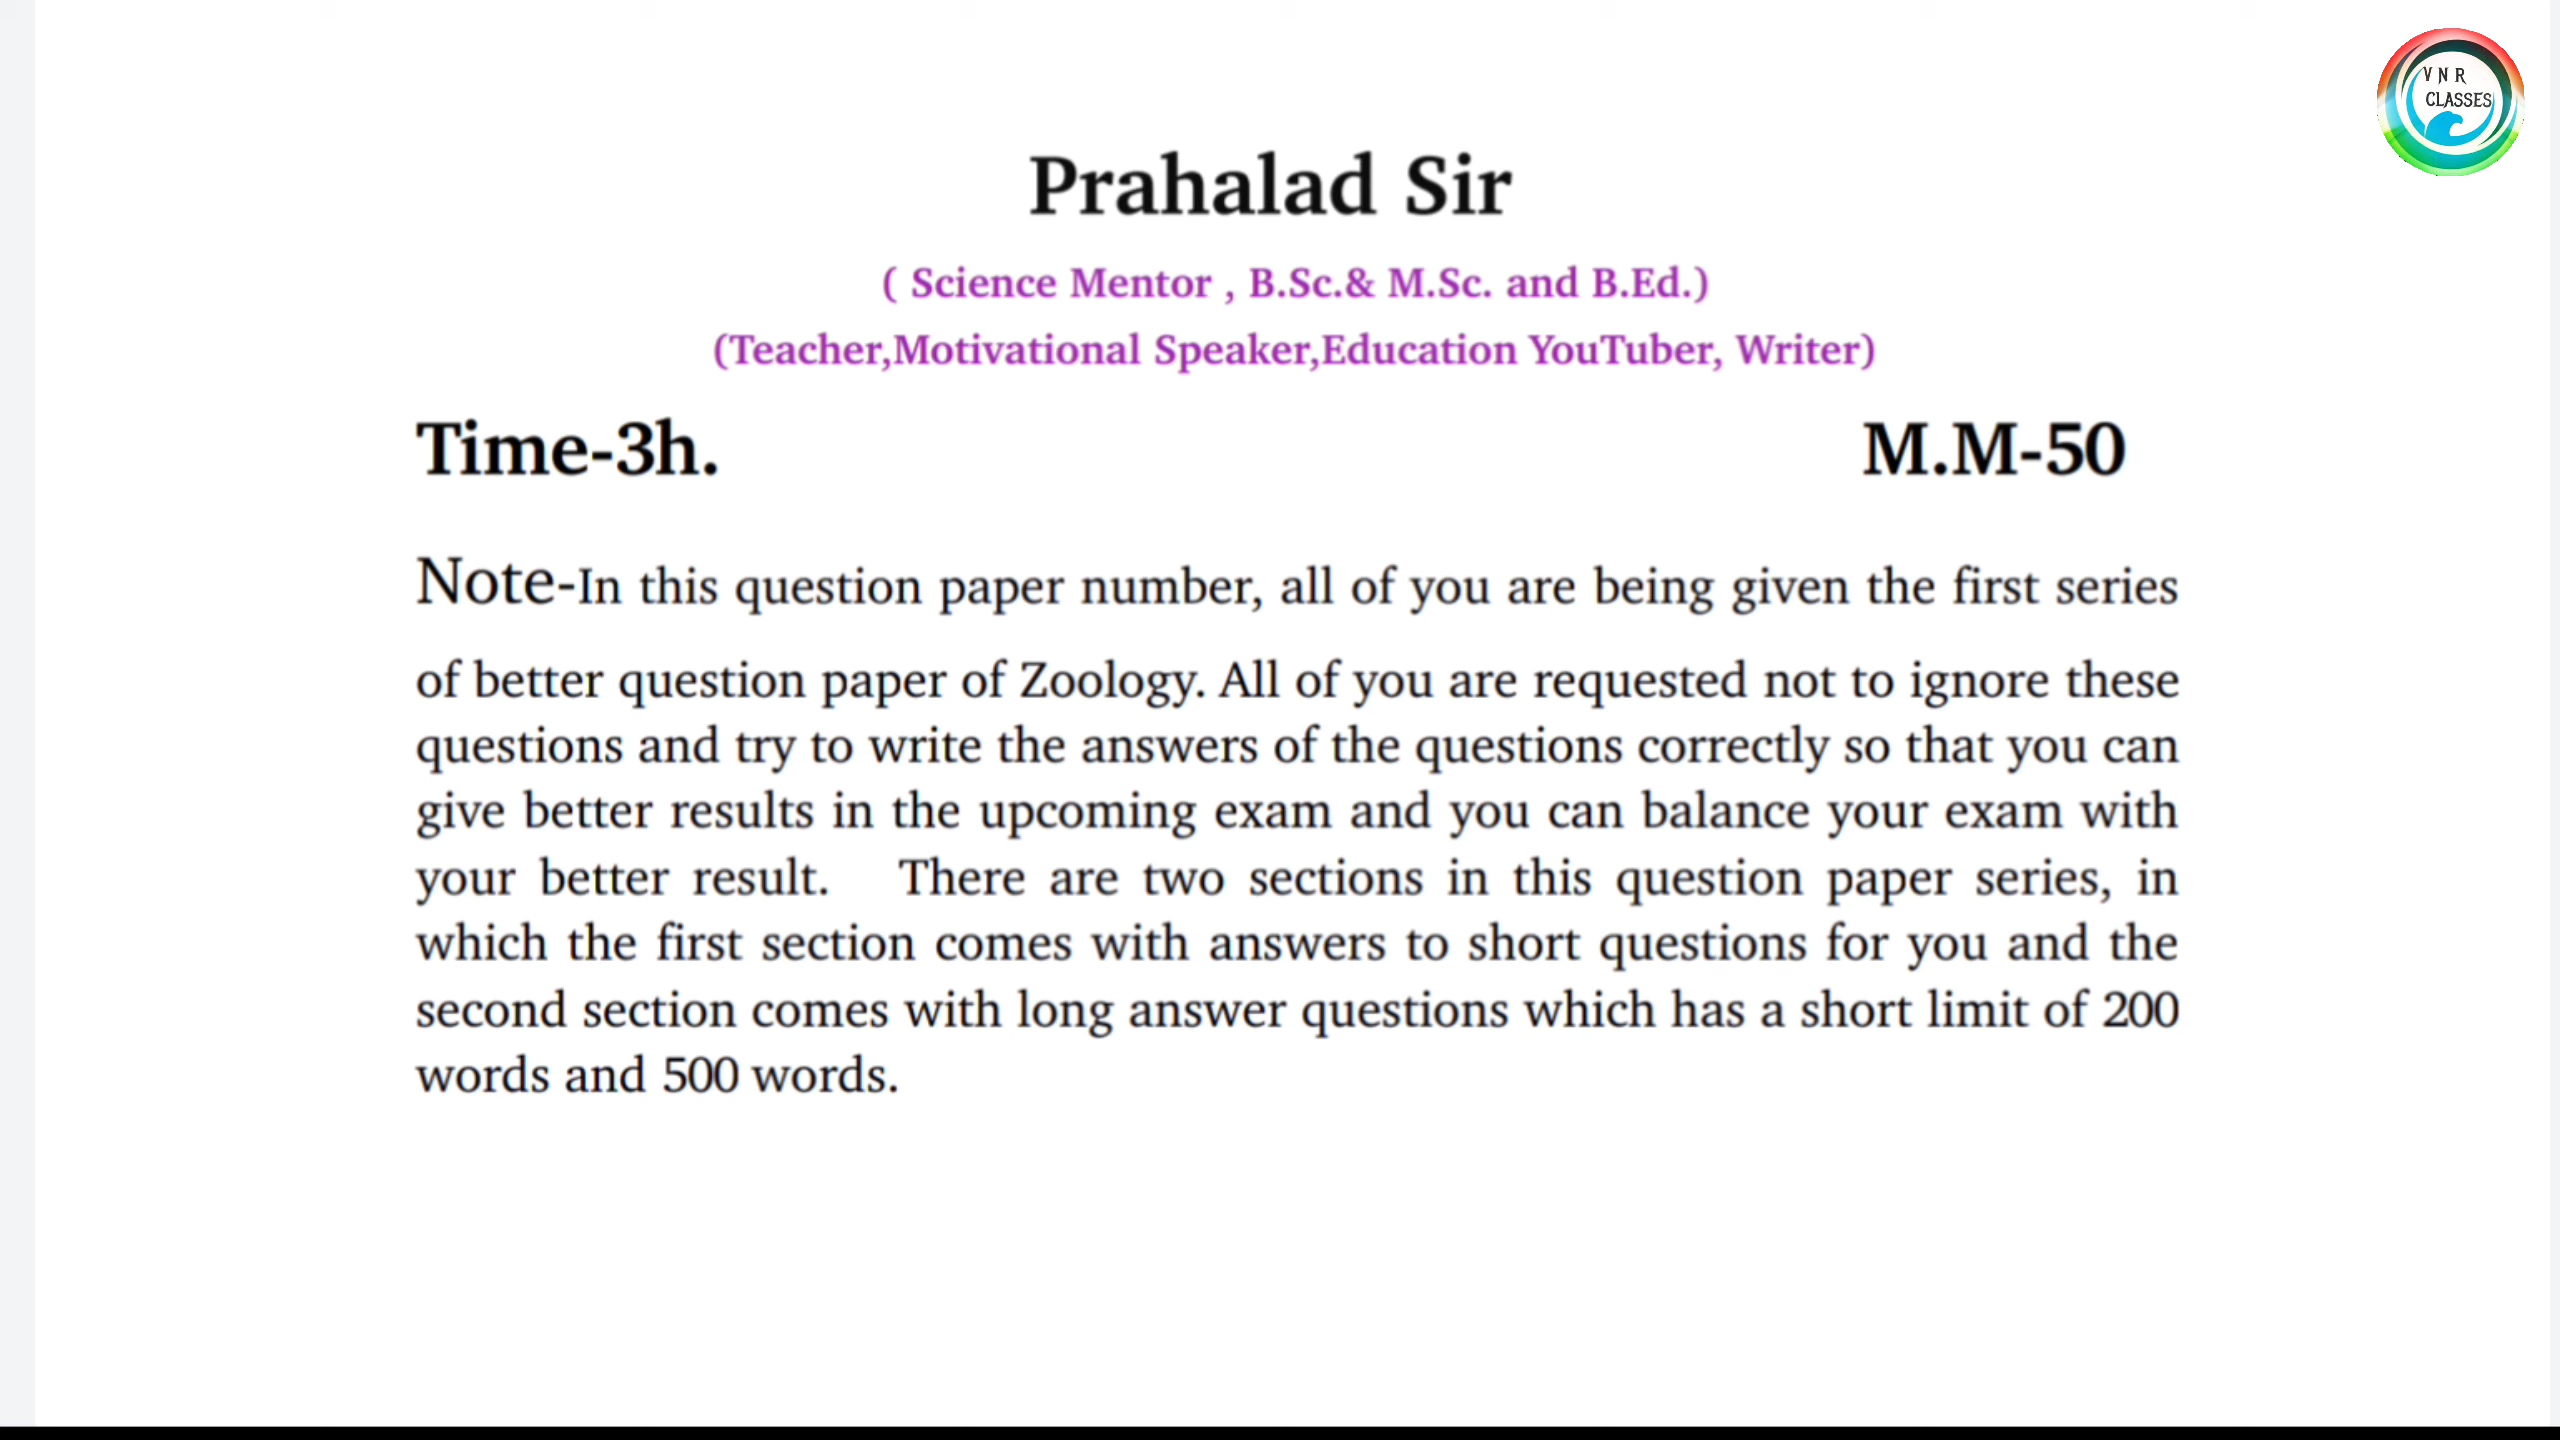 V N R
CLASSES
Prahalad Sir
( Science Mentor , B.Sc.& M.Sc. and B.Ed.)
(Teacher,Motivational Speaker,Education YouTuber, Writer)
Time-3h. M.M-50
Note-In this question paper number, all of you are being given the first series
of better question paper of Zoology. All of you are requested not to ignore these
questions and try to write the answers of the questions correctly so that you can
give better results in the upcoming exam and you can balance your exam with
your better result. There are two sections in this question paper series, in
which the first section comes with answers to short questions for you and the
second section comes with long answer questions which has a short limit of 200
words and 500 words.